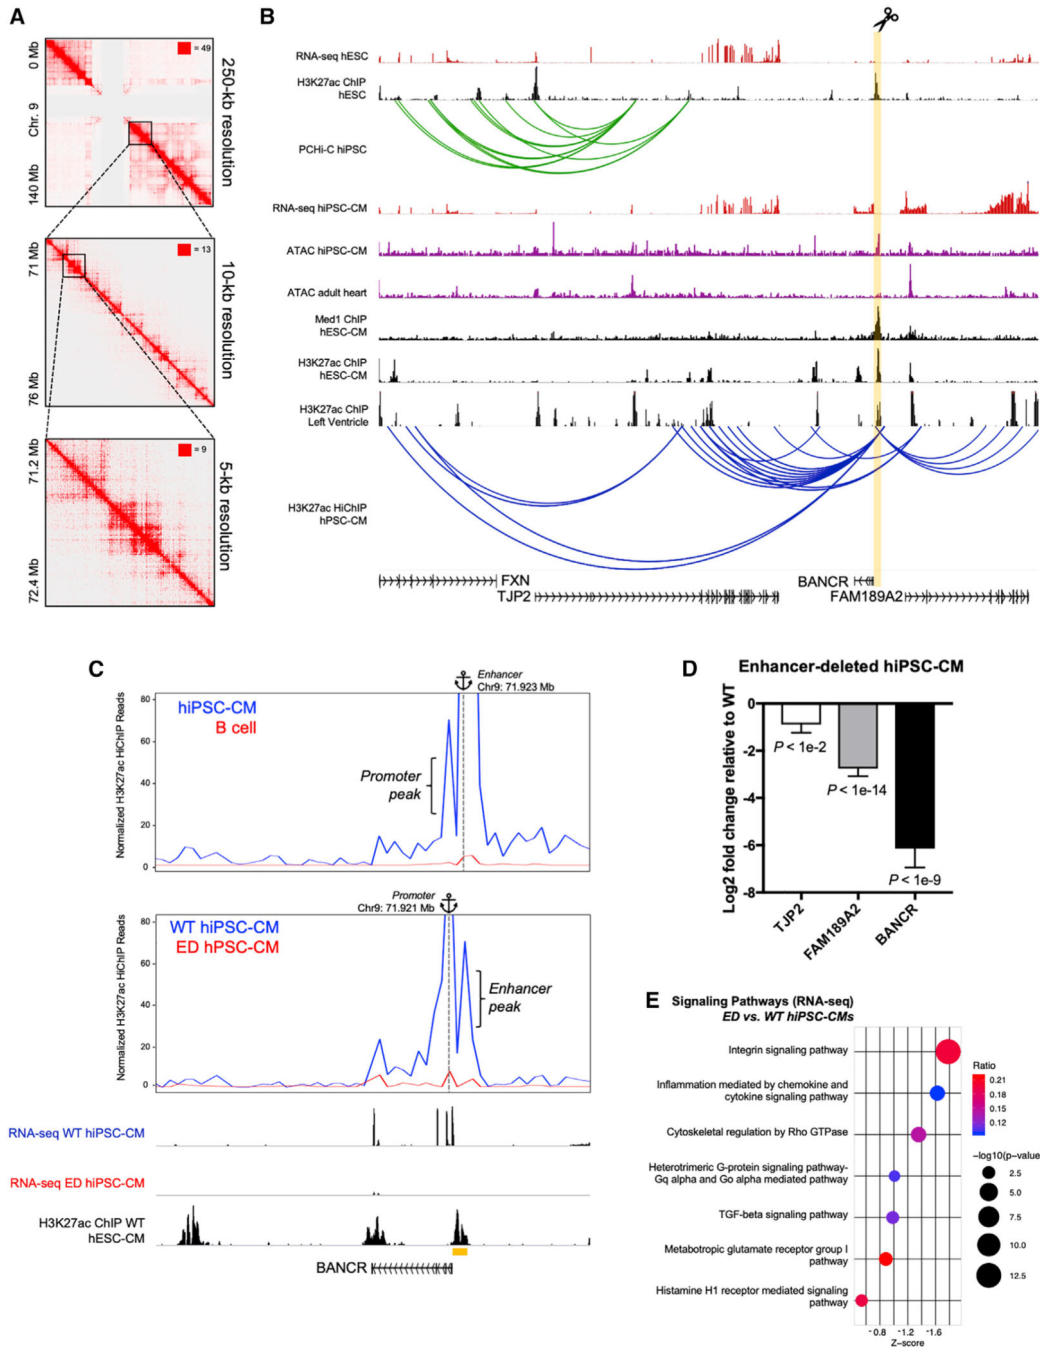 A
0 Mb
Chr. 9
140 Mb
= 49
250-kb resolution
71 Mb
76 Mb
= 13
10-kb resolution
71.2 Mb
72.4 Mb
= 9
5-kb resolution
B
RNA-seq hESC
H3K27ac ChIP
hESC
PCHi-C hiPSC
RNA-seq hiPSC-CM
ATAC hiPSC-CM
ATAC adult heart
Med1 ChIP
hESC-CM
H3K27ac ChIP
hESC-CM
H3K27ac ChIP
Left Ventricle
H3K27ac HiChIP
hPSC-CM
FXN
TJP2
BANCR
FAM189A2
C
Enhancer
Chr9: 71.923 Mb
Normalized H3K27ac HiChIP Reads
80
60
40
20
0
hiPSC-CM
B cell
Promoter
peak
Promoter
Chr9: 71.921 Mb
Normalized H3K27ac HiChIP Reads
80
60
40
20
0
WT hiPSC-CM
ED hPSC-CM
Enhancer
peak
RNA-seq WT hiPSC-CM
RNA-seq ED hiPSC-CM
H3K27ac ChIP WT
hESC-CM
BANCR
D
Enhancer-deleted hiPSC-CM
Log2 fold change relative to WT
0
-2
-4
-6
-8
P < 1e-2
P < 1e-14
P < 1e-9
TJP2
FAM189A2
BANCR
E
Signaling Pathways (RNA-seq)
ED vs. WT hiPSC-CMs
Integrin signaling pathway
Inflammation mediated by chemokine and
cytokine signaling pathway
Cytoskeletal regulation by Rho GTPase
Heterotrimeric G-protein signaling pathway-
Gq alpha and Go alpha mediated pathway
TGF-beta signaling pathway
Metabotropic glutamate receptor group I
pathway
Histamine H1 receptor mediated signaling
pathway
-0.8 -1.2 -1.6
Z-score
Ratio
0.21
0.18
0.15
0.12
-log10(p-value
2.5
5.0
7.5
10.0
12.5